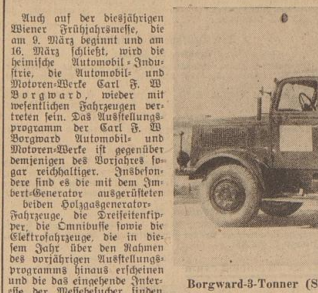 Auch auf der diesjährigen
Wiener Frühjahrsmesse, die
am 9. März beginnt und am
16. März schließt, wird die
heimische Automobil-Indu-
strie, die Automobil- und
Motoren-Werke Carl F. W
Borgward, wieder mit
wesentlichen Fahrzeugen ver-
treten sein. Das Ausstellungs-
programm der Carl F. W
Borgward Automobil- und
Motoren-Werke ist gegenüber
demjenigen des Vorjahres so-
gar reichhaltiger. Insbeson-
dere sind es die mit dem Im-
bert-Generator ausgerüsteten
beiden Holzgasgenerator-
Fahrzeuge, die Dreiseitenkip-
per, die Omnibusse sowie die
Elektrofahrzeuge, die in die-
sem Jahr über den Rahmen
des vorjährigen Ausstellungs-
programms hinaus erscheinen
und die das eingehende Inter-
esse der Messebesucher finden
Borgward-3-Tonner (S